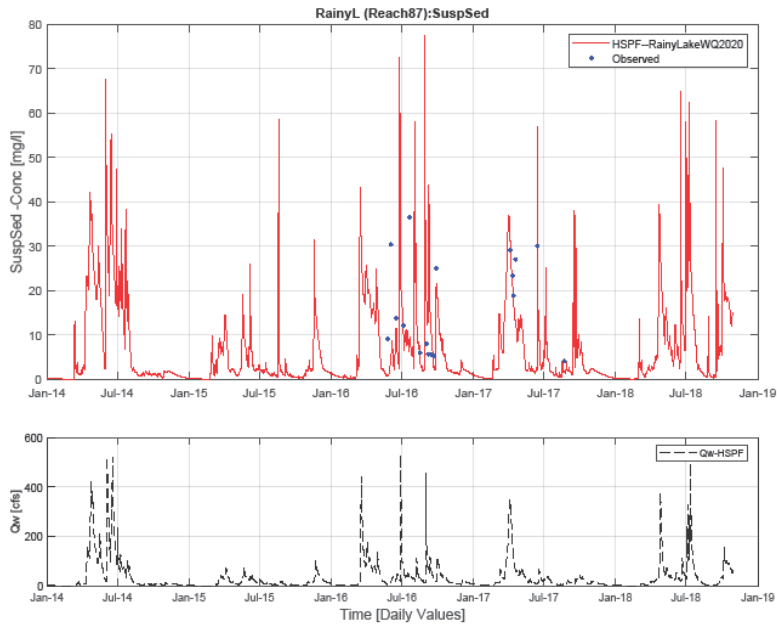 RainyL (Reach87):SuspSed
80
70
60
50
40
30
20
10
0
SuspSed -Conc [mg/l]
HSPF--RainyLakeWQ2020
Observed
Jan-14 Jul-14 Jan-15 Jul-15 Jan-16 Jul-16 Jan-17 Jul-17 Jan-18 Jul-18 Jan-19
600
400
200
0
Qw [cfs]
Qw-HSPF
Jan-14 Jul-14 Jan-15 Jul-15 Jan-16 Jul-16 Jan-17 Jul-17 Jan-18 Jul-18 Jan-19
Time [Daily Values]